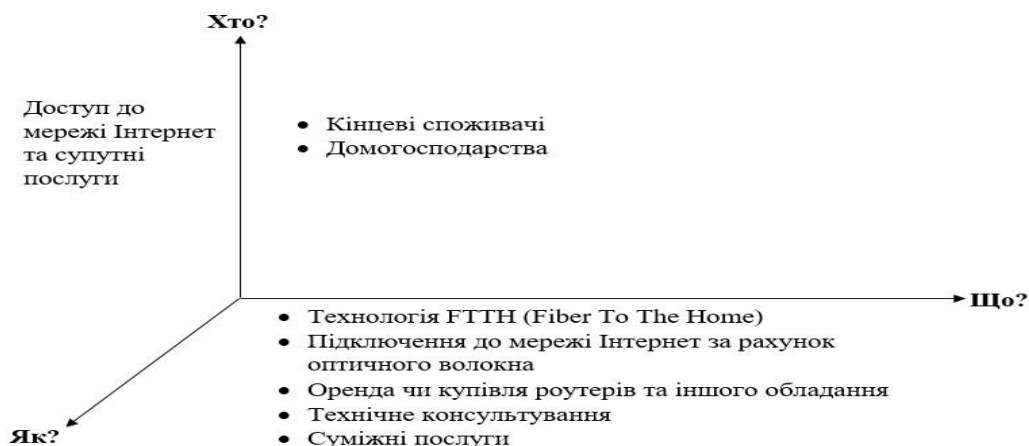 Хто?
Доступ до
мережі Інтернет
та супутні
послуги
• Кінцеві споживачі
• Домогосподарства
Що?
• Технологія FTTH (Fiber To The Home)
• Підключення до мережі Інтернет за рахунок
оптичного волокна
• Оренда чи купівля роутерів та іншого обладання
• Технічне консультування
• Суміжні послуги
Як?